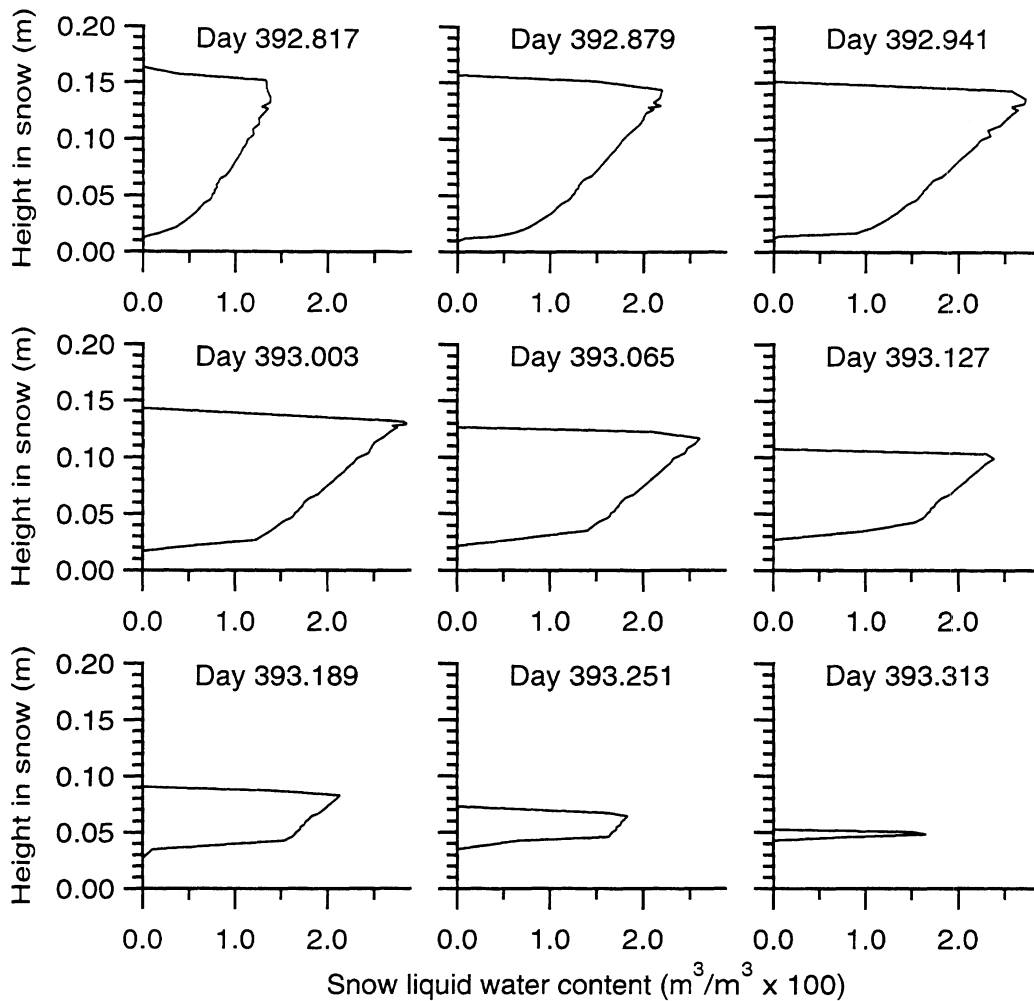 Day 392.817
Day 392.879
Day 392.941
Height in snow (m)
0.20
0.15
0.10
0.05
0.00
0.0 1.0 2.0
0.0 1.0 2.0
0.0 1.0 2.0
Day 393.003
Day 393.065
Day 393.127
Height in snow (m)
0.20
0.15
0.10
0.05
0.00
0.0 1.0 2.0
0.0 1.0 2.0
0.0 1.0 2.0
Day 393.189
Day 393.251
Day 393.313
Height in snow (m)
0.20
0.15
0.10
0.05
0.00
0.0 1.0 2.0
0.0 1.0 2.0
0.0 1.0 2.0
Snow liquid water content (m³/m³ x 100)